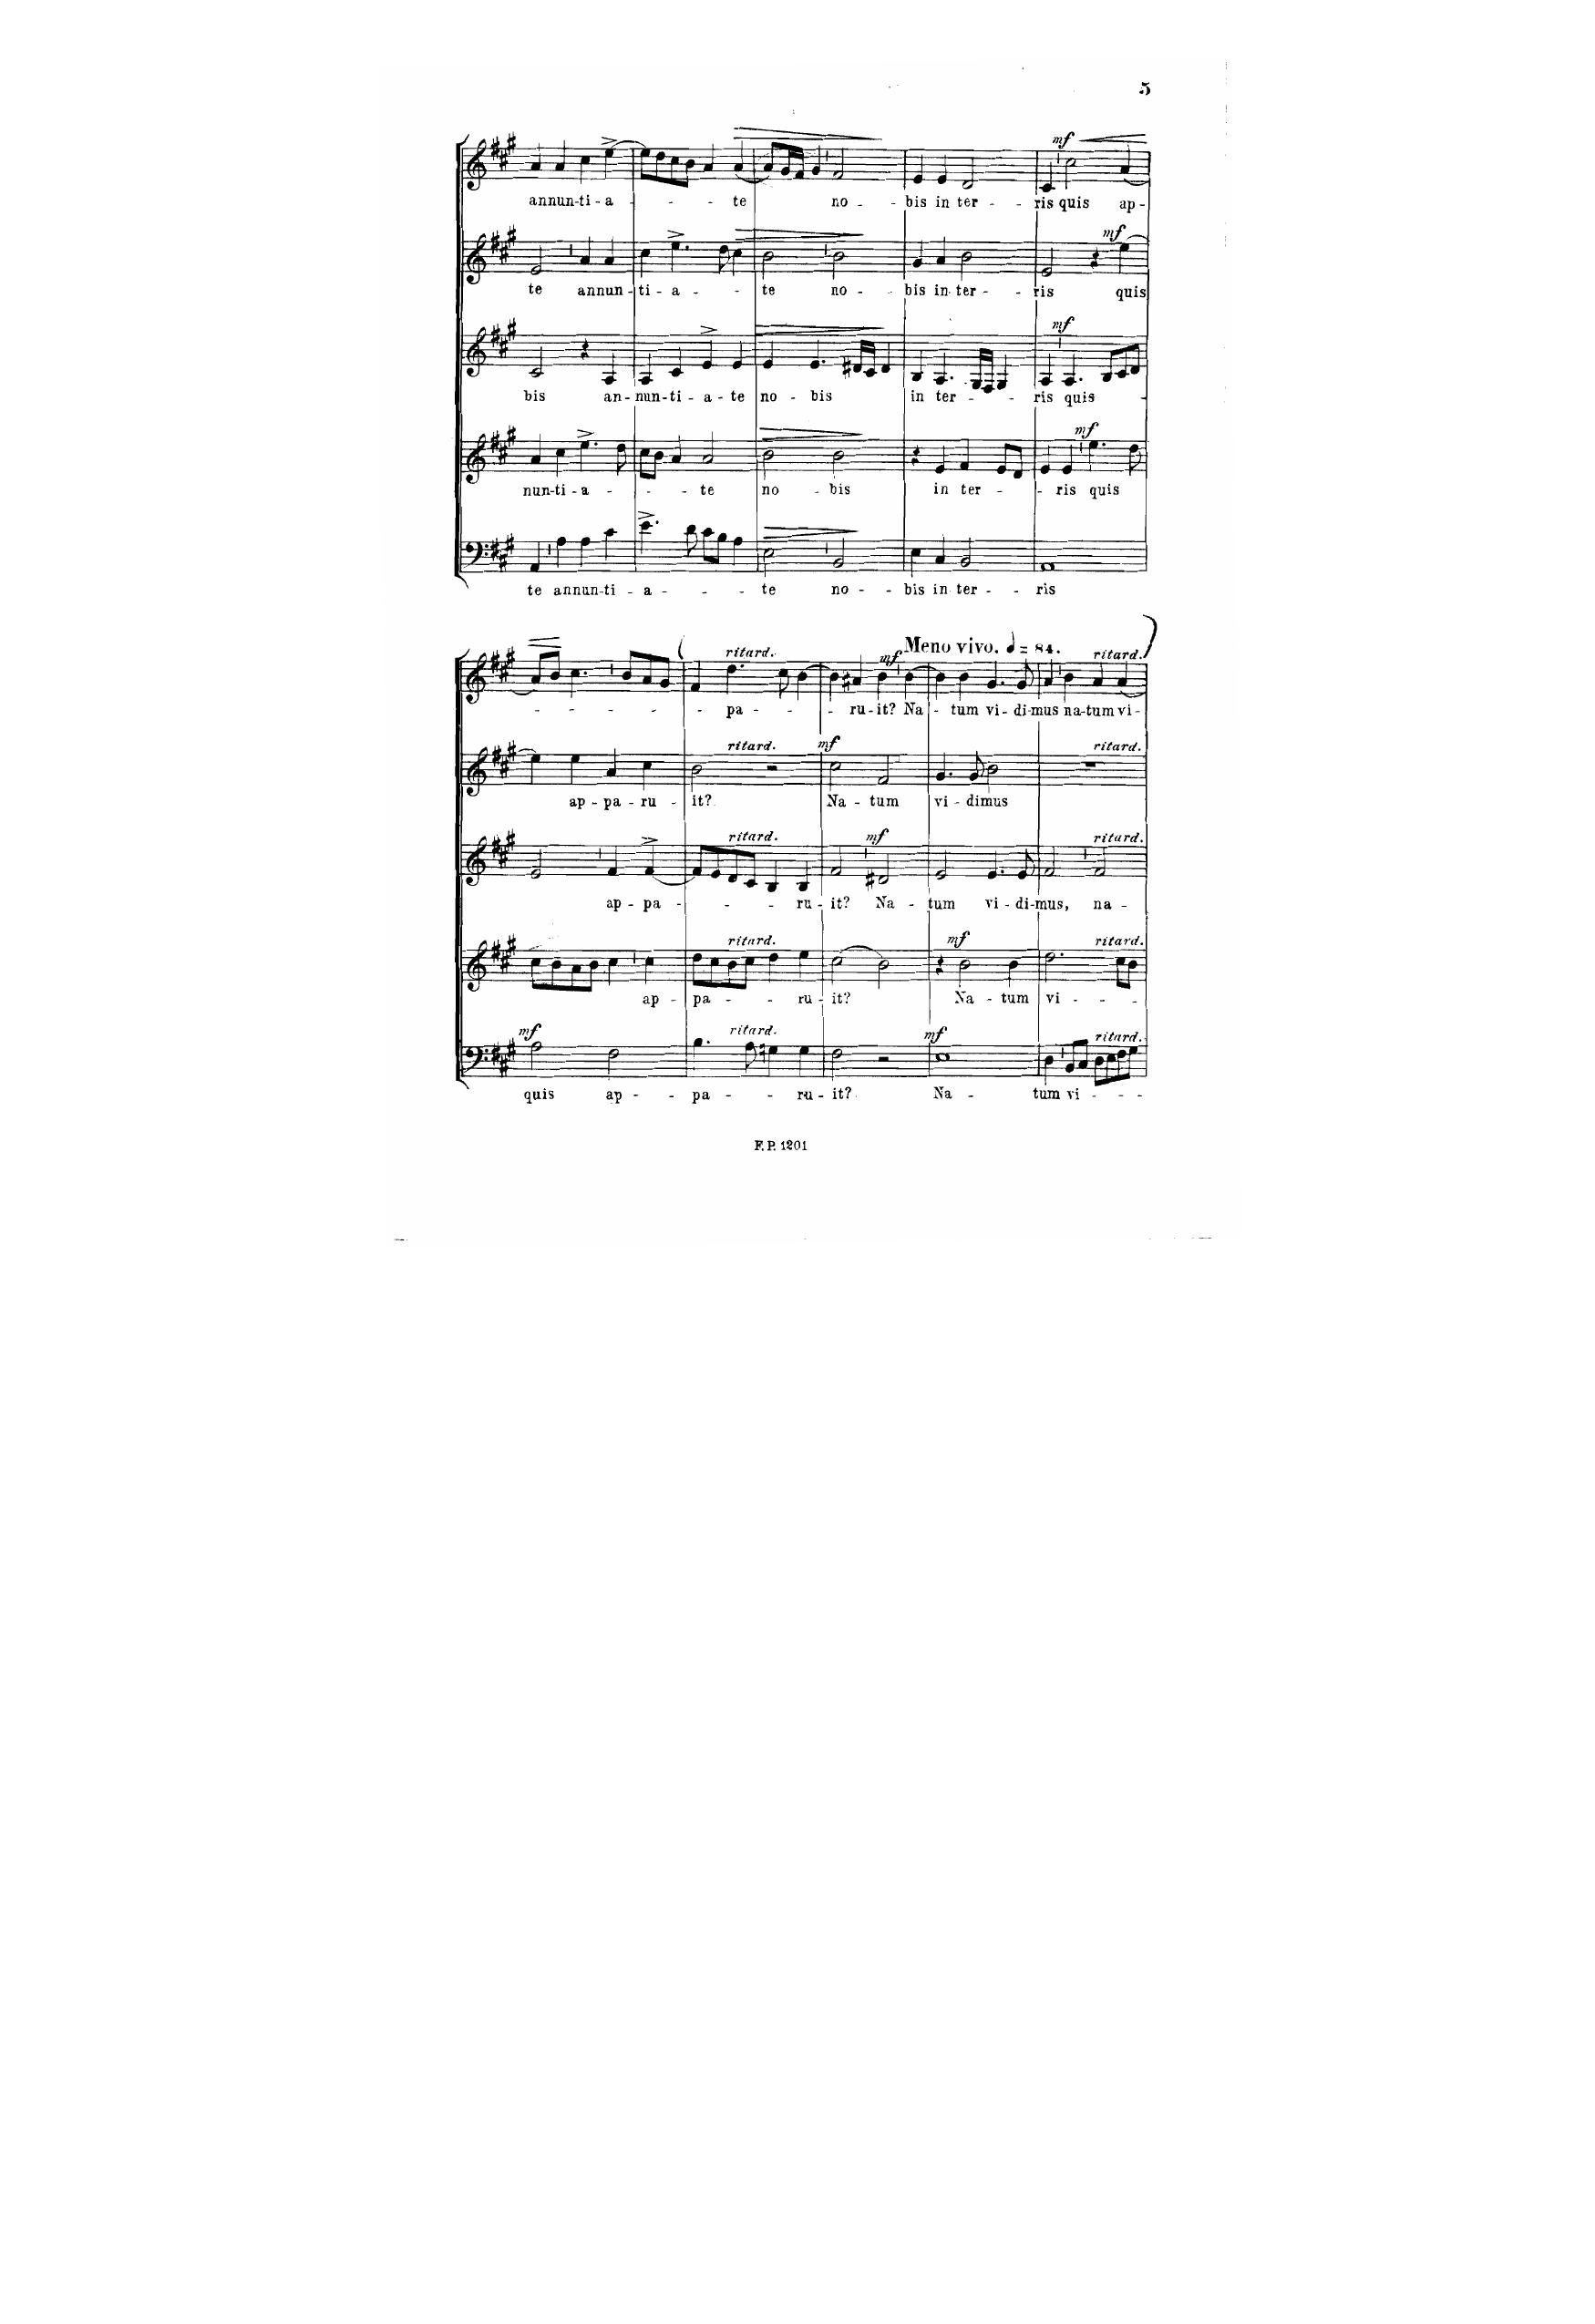 5
mf
annun-ti-a - - - te no - - bis in ter - - ris quis ap-
mf
te annun-ti-a - - te no - - bis in ter - - ris quis
mf
bis an-nun-ti-a-te no - bis in ter - - - ris quis -
mf
nun-ti-a - - - te no - bis in ter - - - ris quis
te annun-ti - a - - - te no - - bis in ter - - ris
Meno vivo. ♩ = 84.
ritard. mf ritard.
- - - - - - pa - - - ru-it? Na - tum vi-di-mus na-tum vi-
ritard. mf ritard.
ap-pa-ru - it? Na - tum vi - dimus
ritard. mf ritard.
ap - pa - - - - ru-it? Na - tum vi-di-mus, na -
ritard. mf ritard.
ap - pa - - - ru-it? Na - tum vi - - -
mf ritard. mf ritard.
quis ap - - pa - - ru-it? Na - tum vi - - -
F. P. 1201